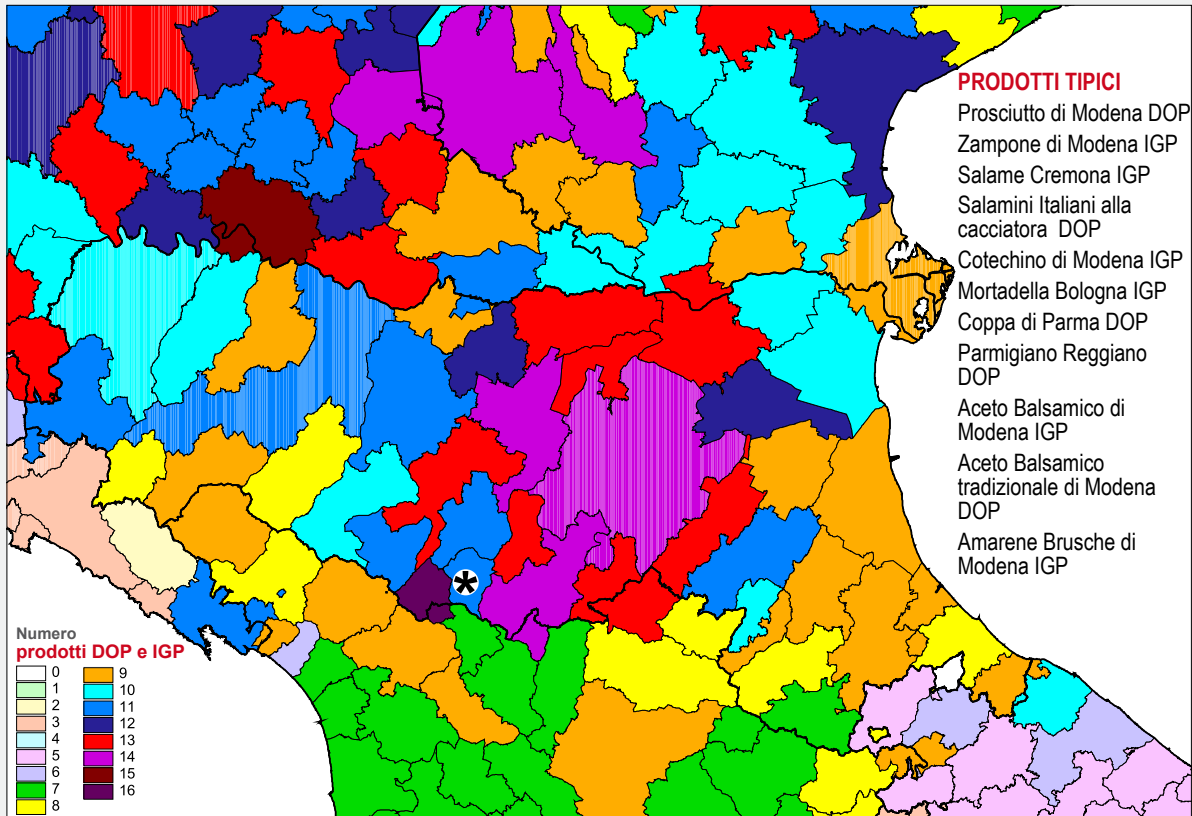 PRODOTTI TIPICI
Prosciutto di Modena DOP
Zampone di Modena IGP
Salame Cremona IGP
Salamini Italiani alla
cacciatora DOP
Cotechino di Modena IGP
Mortadella Bologna IGP
Coppa di Parma DOP
Parmigiano Reggiano
DOP
Aceto Balsamico di
Modena IGP
Aceto Balsamico
tradizionale di Modena
DOP
Amarene Brusche di
Modena IGP
*
Numero
prodotti DOP e IGP
0
1
2
3
4
5
6
7
8
9
10
11
12
13
14
15
16